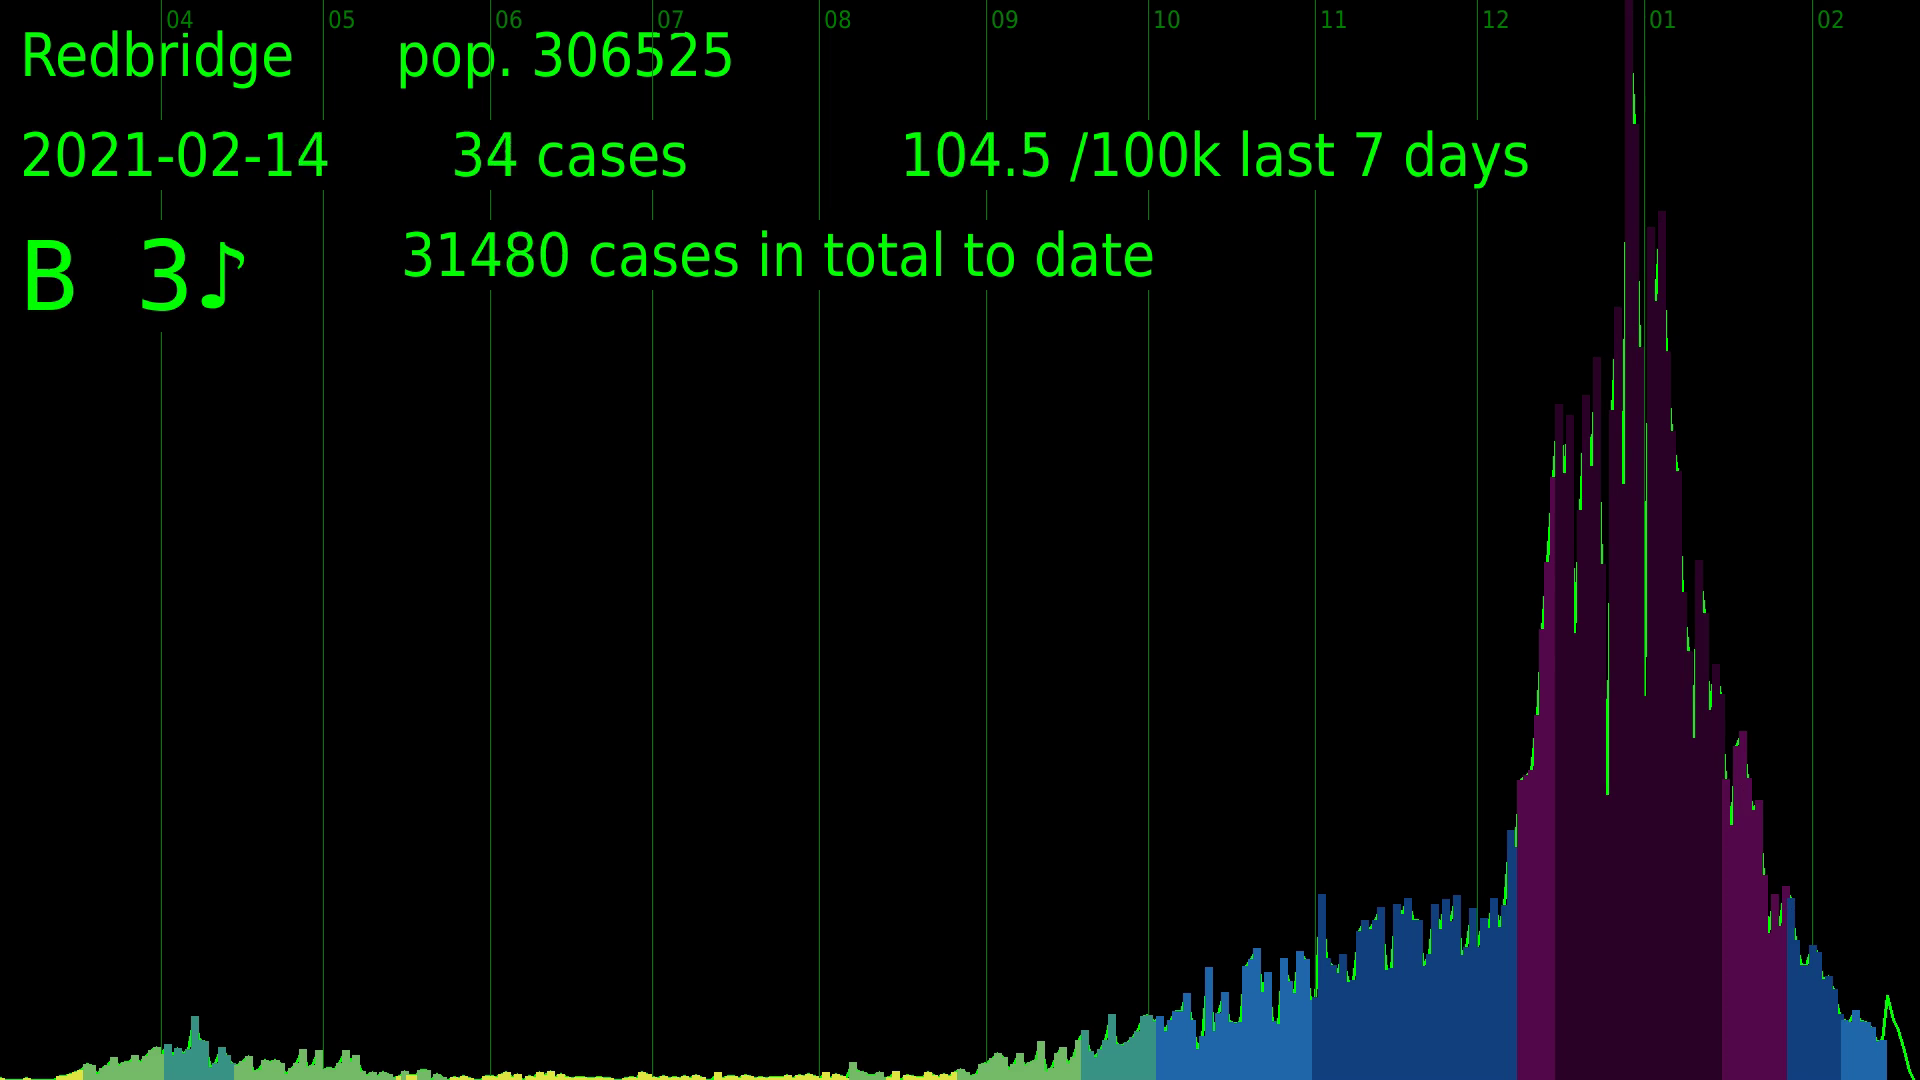 04 05 06 07 08 09 10 11 12 01 02
Redbridge pop. 306525
2021-02-14 34 cases 104.5 /100k last 7 days
B 3♪ 31480 cases in total to date